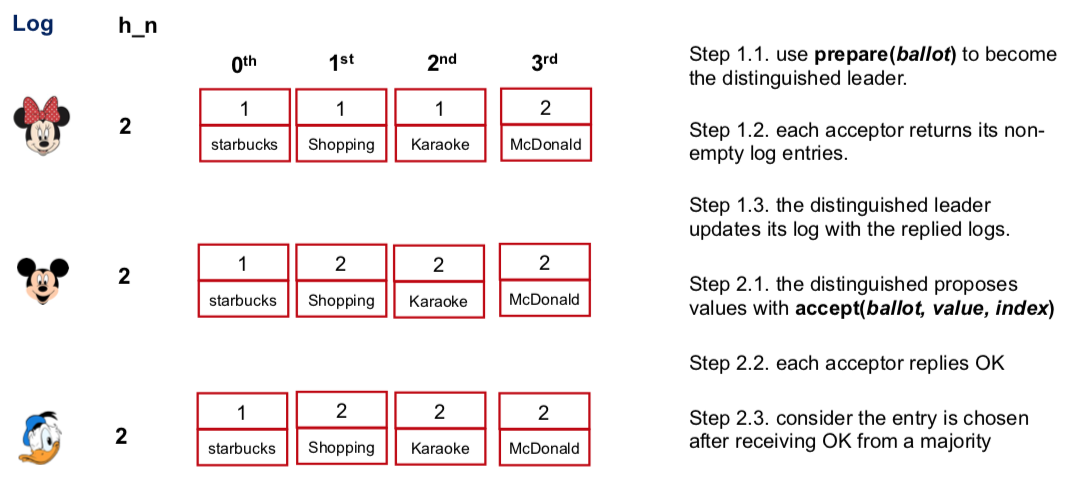 Log
h_n
0th
1st
2nd
3rd
2
1
1
1
2
starbucks
Shopping
Karaoke
McDonald
2
1
2
2
2
starbucks
Shopping
Karaoke
McDonald
2
1
2
2
2
starbucks
Shopping
Karaoke
McDonald
Step 1.1. use prepare(ballot) to become
the distinguished leader.
Step 1.2. each acceptor returns its non-
empty log entries.
Step 1.3. the distinguished leader
updates its log with the replied logs.
Step 2.1. the distinguished proposes
values with accept(ballot, value, index)
Step 2.2. each acceptor replies OK
Step 2.3. consider the entry is chosen
after receiving OK from a majority